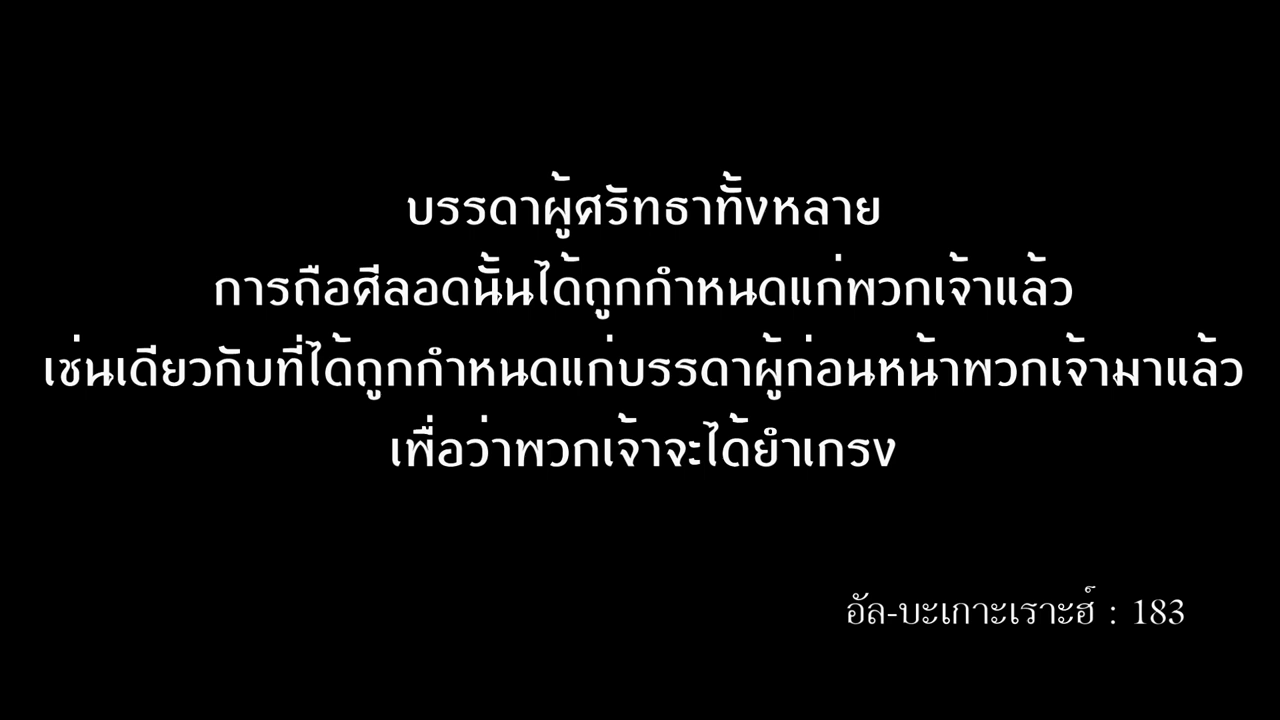 บรรดาผู้ศรัทธาทั้งหลาย
การถือศีลอดนั้นได้ถูกกำหนดแก่พวกเจ้าแล้ว
เช่นเดียวกับที่ได้ถูกกำหนดแก่บรรดาผู้ก่อนหน้าพวกเจ้ามาแล้ว
เพื่อว่าพวกเจ้าจะได้ยำเกรง
อัล-บะเกาะเราะฮ์ : 183